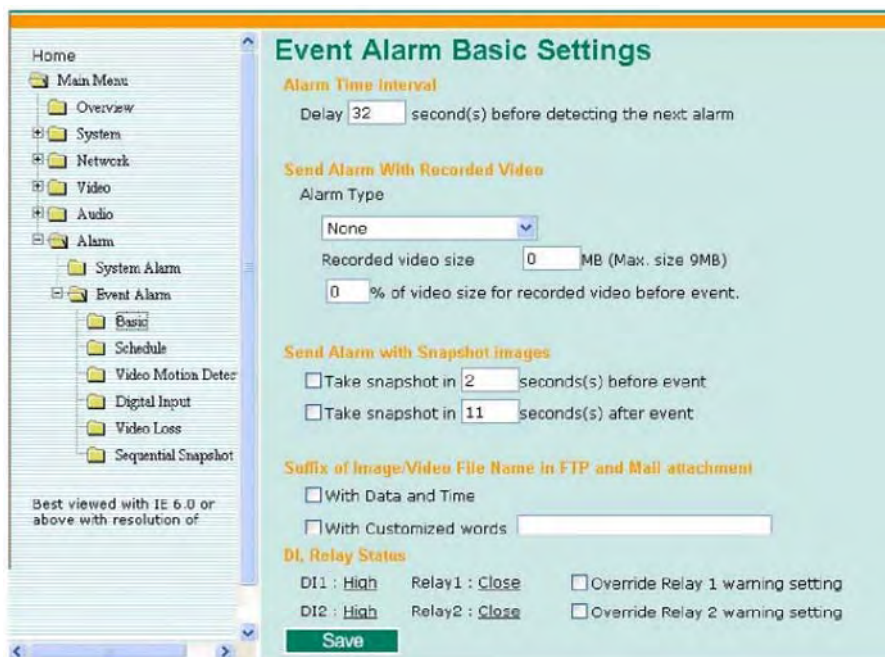 Home
Main Menu
Overview
System
Network
Video
Audio
Alarm
System Alarm
Event Alarm
Basic
Schedule
Video Motion Detec
Digital Input
Video Loss
Sequential Snapshot
Best viewed with IE 6.0 or
above with resolution of
Event Alarm Basic Settings
Alarm Time Interval
Delay 32 second(s) before detecting the next alarm
Send Alarm With Recorded Video
Alarm Type
None
Recorded video size 0 MB (Max. size 9MB)
0 % of video size for recorded video before event.
Send Alarm with Snapshot images
Take snapshot in 2 seconds(s) before event
Take snapshot in 11 seconds(s) after event
Suffix of Image/Video File Name in FTP and Mail attachment
With Data and Time
With Customized words
DI, Relay Status
DI1 : High Relay1 : Close Override Relay 1 warning setting
DI2 : High Relay2 : Close Override Relay 2 warning setting
Save